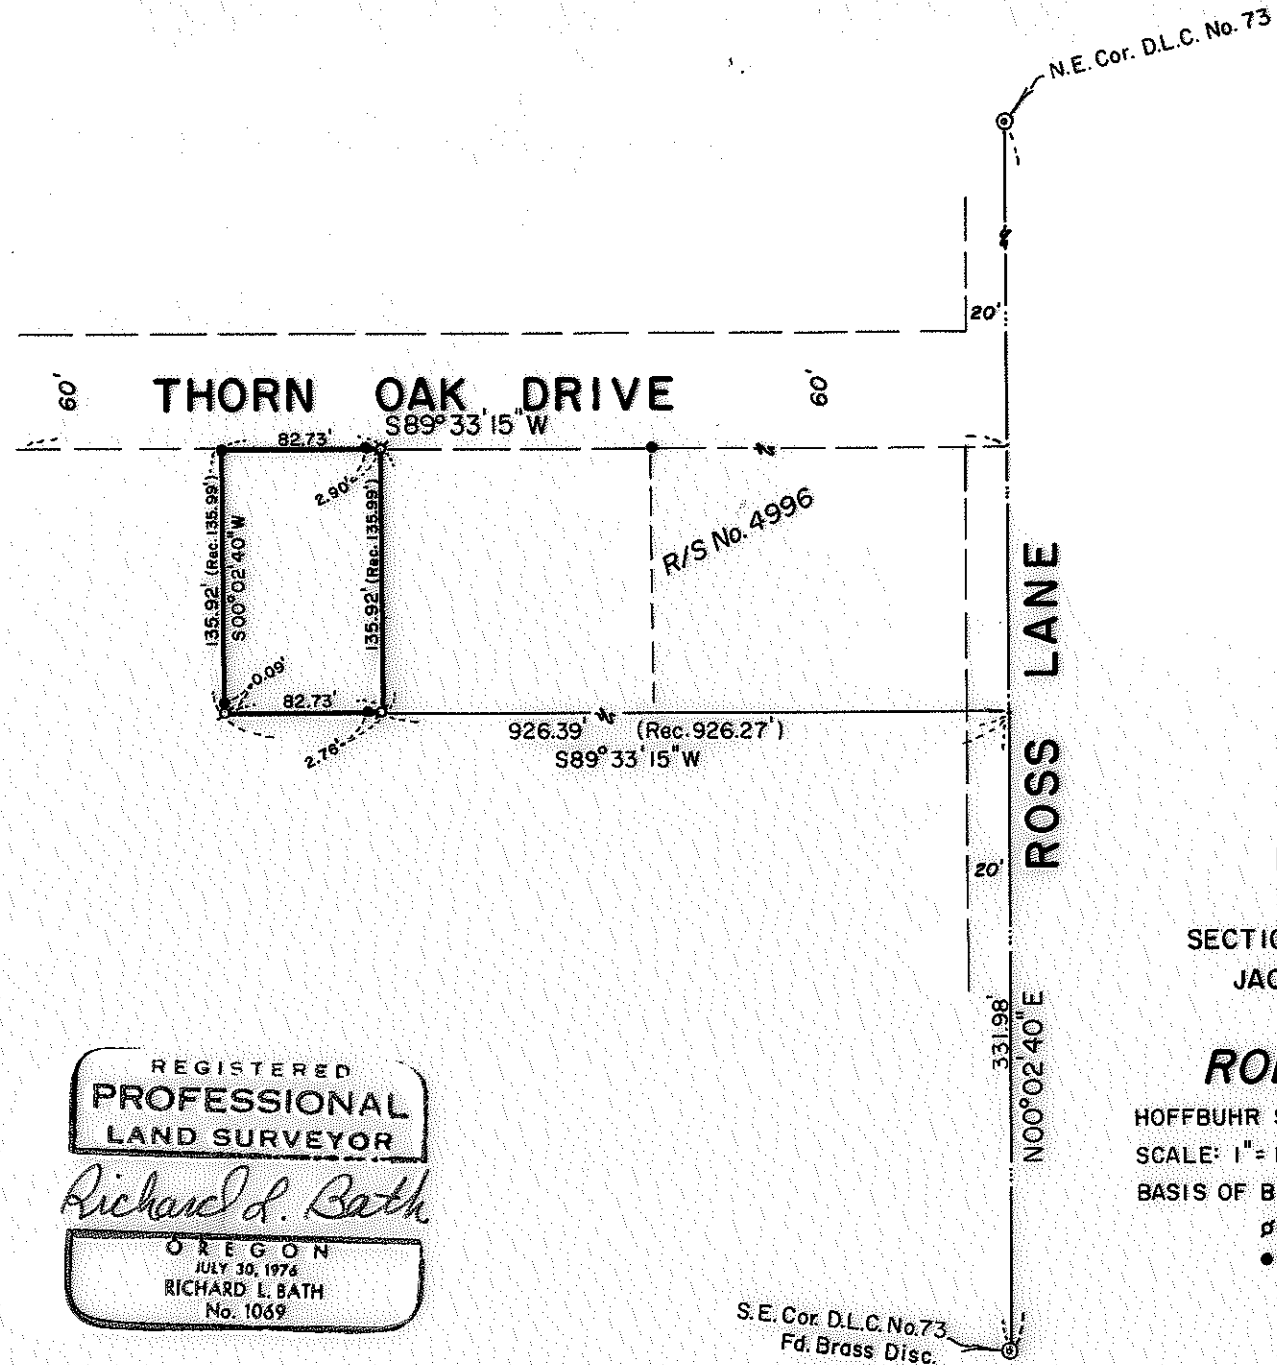 N.E. Cor. D.L.C. No. 73
20'
60'
THORN OAK DRIVE
60'
S89°33'15"W
82.73'
2.90'
135.92' (Rec. 135.99')
S00°02'40"W
135.92' (Rec. 135.99')
R/S No. 4996
0.09'
82.73'
2.76'
926.39' (Rec. 926.27')
S89°33'15"W
ROSS LANE
20'
331.98'
N00°02'40"E
SECTIO
JAC
HOFFBUHR
SCALE: 1"=
BASIS OF B
REGISTERED
PROFESSIONAL
LAND SURVEYOR
Richard L. Bath
OREGON
JULY 30, 1976
RICHARD L. BATH
No. 1069
S.E. Cor. D.L.C. No. 73
Fd. Brass Disc.